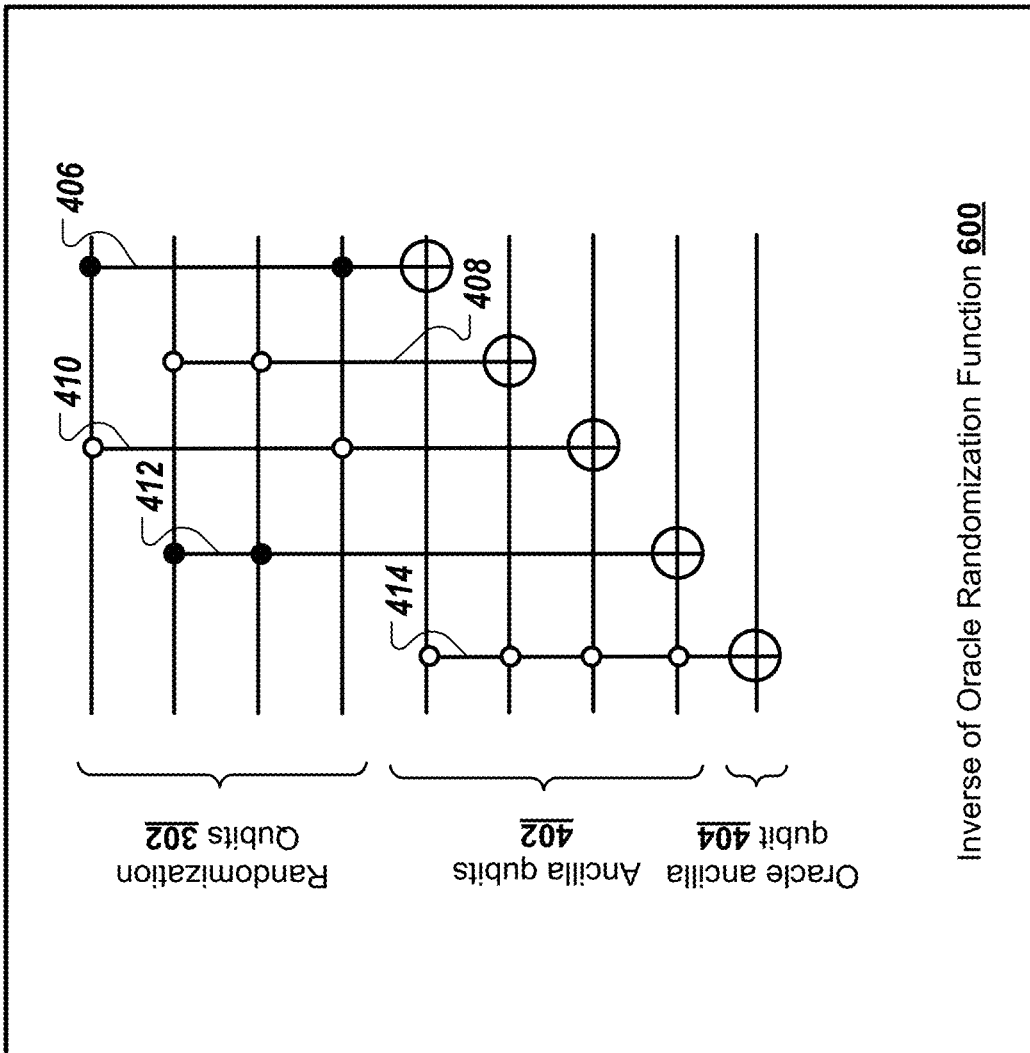 406
408
410
412
414
Randomization
Qubits 302
Ancilla qubits
402
Oracle ancilla
qubit 404
Inverse of Oracle Randomization Function 600